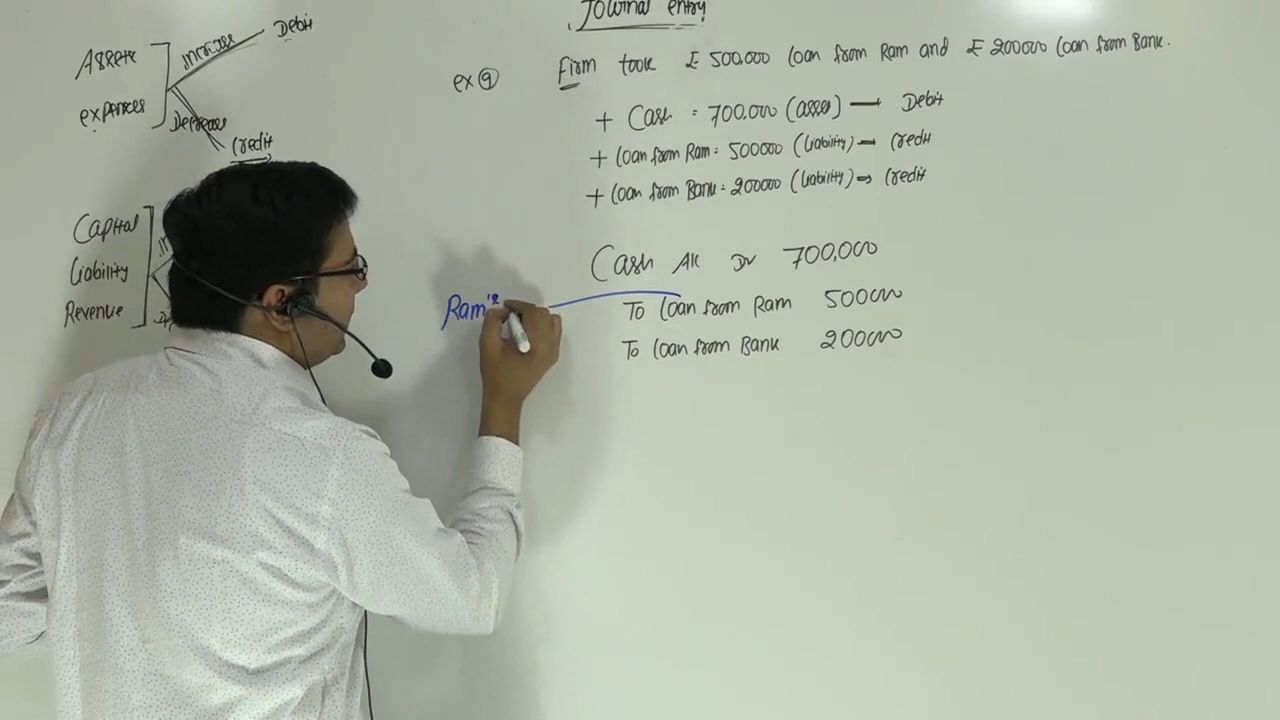 Journal entry
Assets
increase
Debit
expenses
Decrease
Credit
Capital
Liability
Revenue
ex 9
Firm took £ 500,000 loan from Ram and £ 200000 loan from Bank.
+ Cash = 700,000 (asset) — Debit
+ loan from Ram = 500000 (liability) — Credit
+ loan from Bank = 200000 (liability) → Credit
Cash A/c Dr 700,000
To loan from Ram 500000
To loan from Bank 200000
Ram's